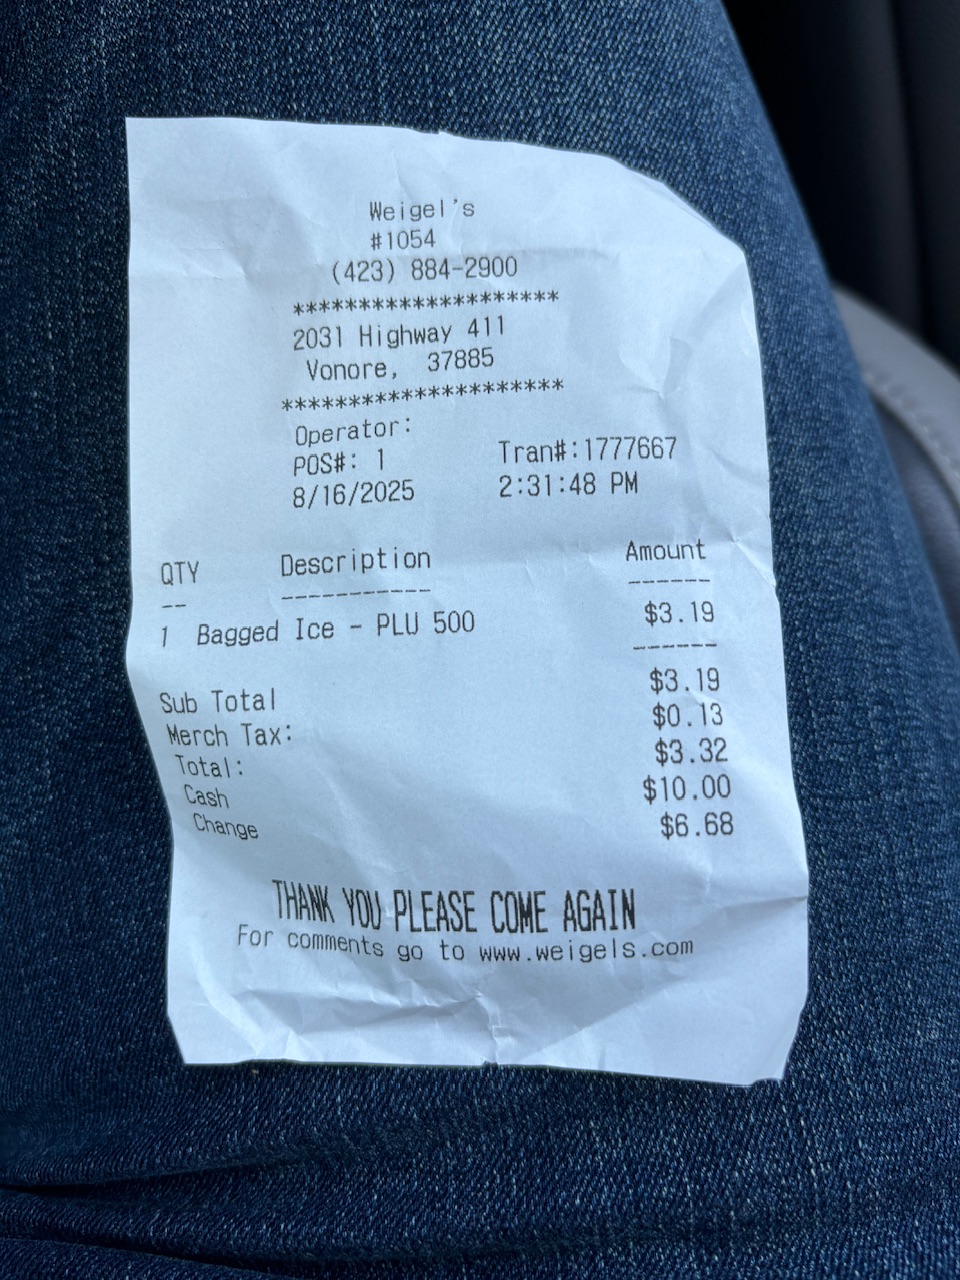 Weigel's
#1054
(423) 884-2900
********************
2031 Highway 411
Vonore, 37885
*********************
Operator:
POS#: 1 Tran#:1777667
8/16/2025 2:31:48 PM
QTY Description Amount
-- ----------- ------
1 Bagged Ice - PLU 500 $3.19
------
Sub Total $3.19
Merch Tax: $0.13
Total: $3.32
Cash $10.00
Change $6.68
THANK YOU PLEASE COME AGAIN
For comments go to www.weigels.com